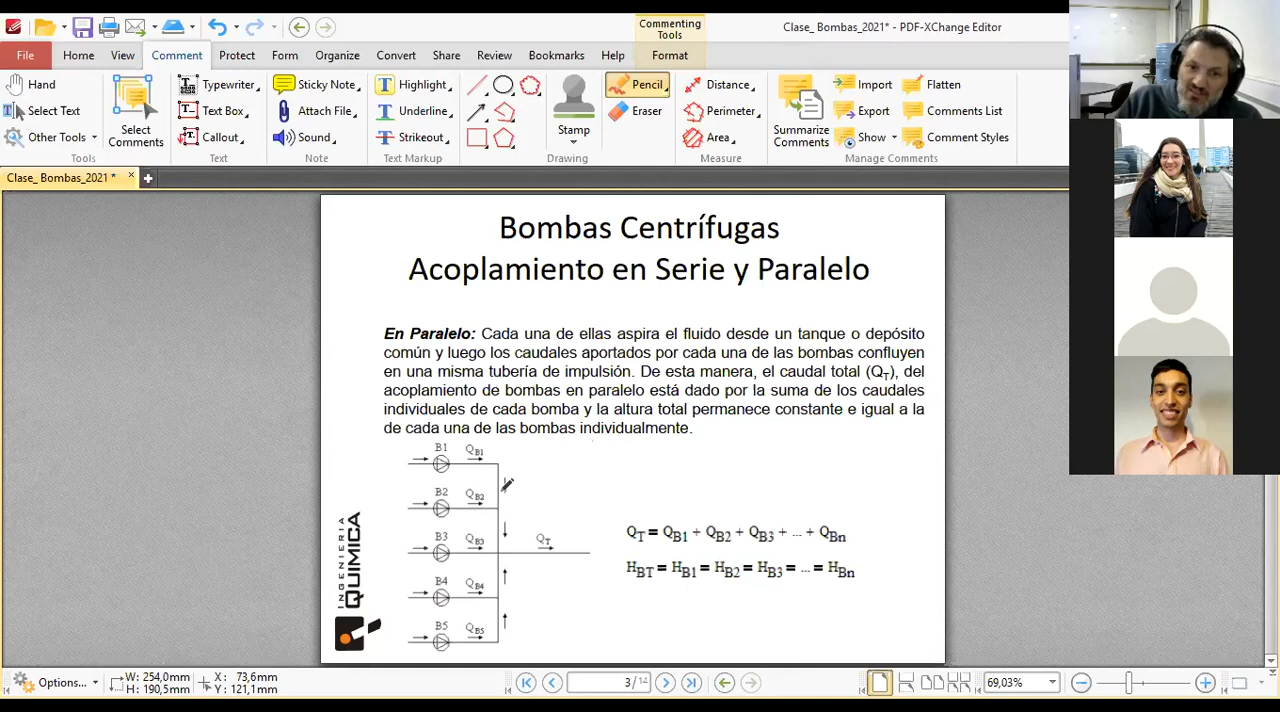 Commenting Tools
Clase_ Bombas_2021* - PDF-XChange Editor
File Home View Comment Protect Form Organize Convert Share Review Bookmarks Help Format
Hand
Select Text
Other Tools
Select Comments
Tools
Typewriter
Text Box
Callout
Text
Sticky Note
Attach File
Sound
Note
Highlight
Underline
Strikeout
Text Markup
Stamp
Pencil
Eraser
Drawing
Distance
Perimeter
Area
Measure
Summarize Comments
Import
Export
Show
Flatten
Comments List
Comment Styles
Manage Comments
Clase_ Bombas_2021 *
Bombas Centrífugas
Acoplamiento en Serie y Paralelo
En Paralelo: Cada una de ellas aspira el fluido desde un tanque o depósito
común y luego los caudales aportados por cada una de las bombas confluyen
en una misma tubería de impulsión. De esta manera, el caudal total (QT), del
acoplamiento de bombas en paralelo está dado por la suma de los caudales
individuales de cada bomba y la altura total permanece constante e igual a la
de cada una de las bombas individualmente.
B1 QB1
B2 QB2
B3 QB3 QT
B4 QB4
B5 QB5
QT = QB1 + QB2 + QB3 + ... + QBn
HBT = HB1 = HB2 = HB3 = ... = HBn
INGENIERIA
QUIMICA
Options...
W: 254,0mm
H: 190,5mm
X: 73,6mm
Y: 121,1mm
3 / 14
69,03%